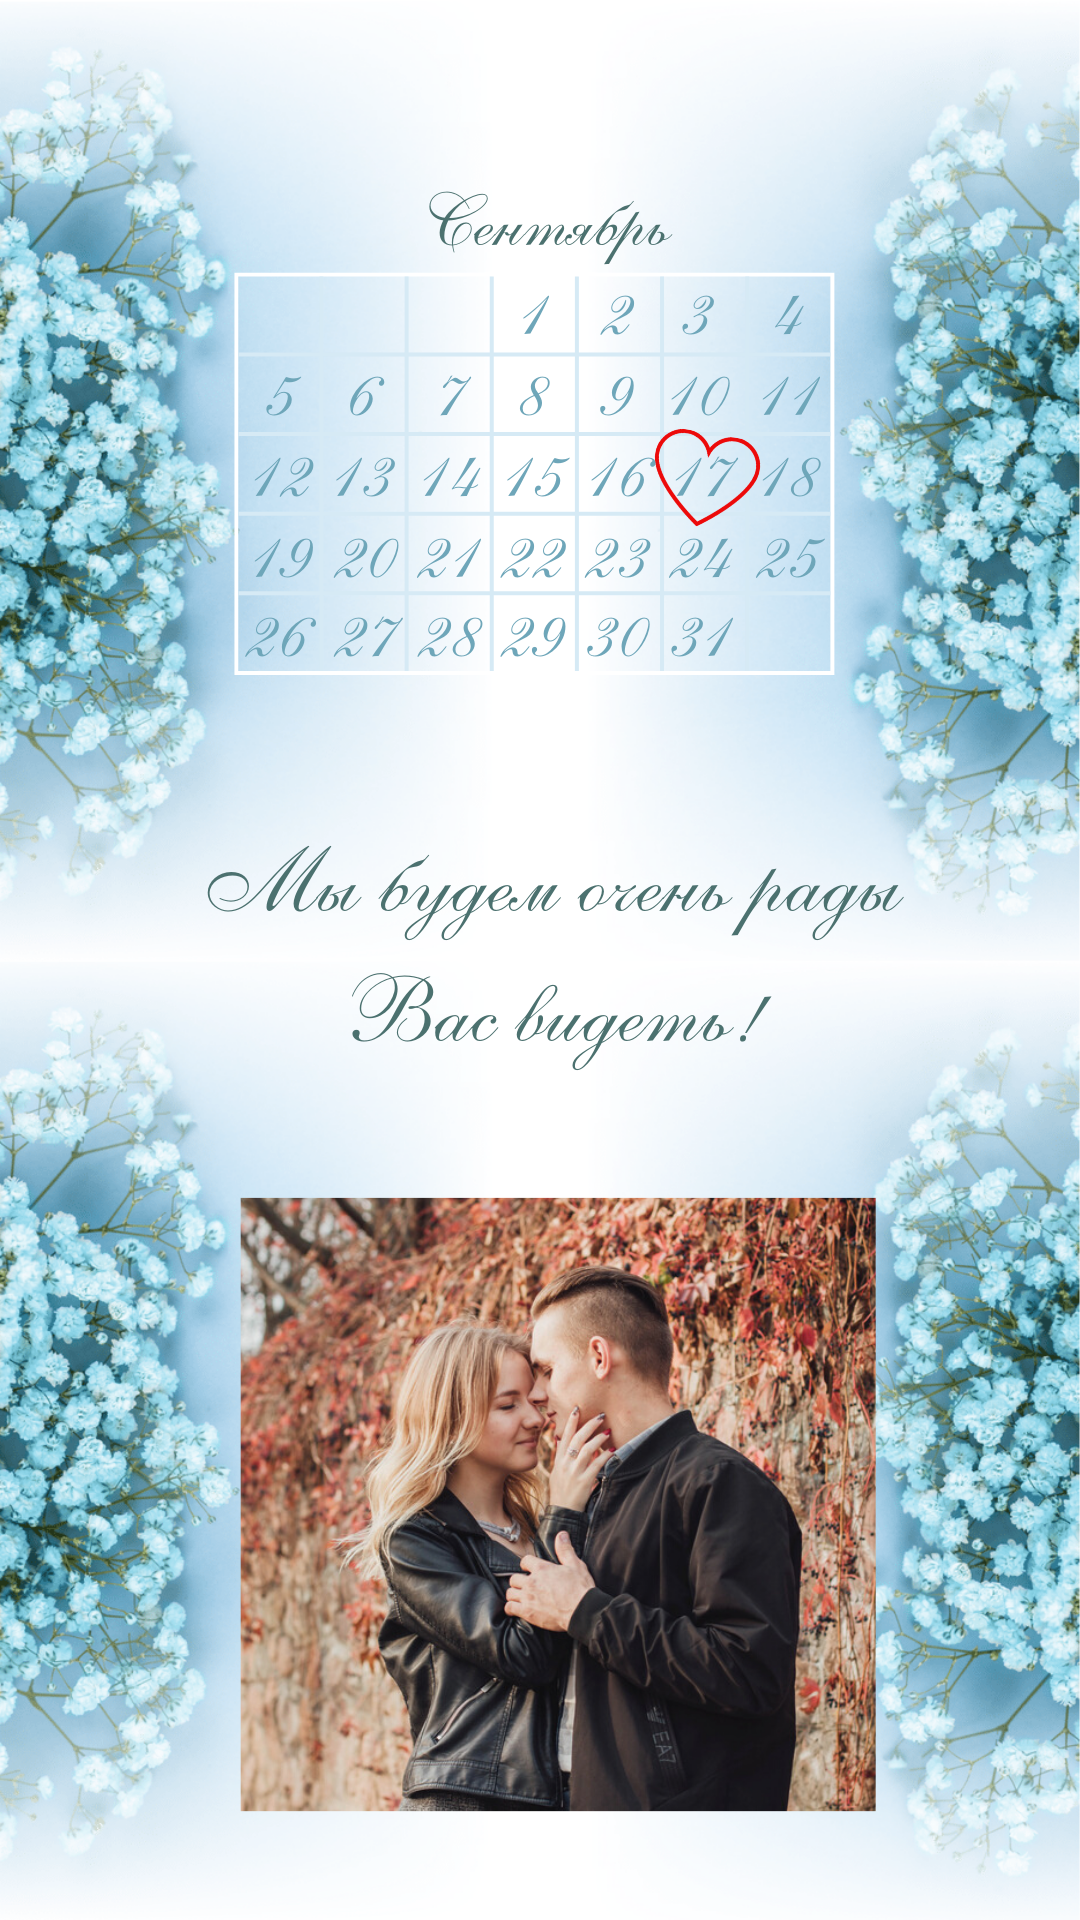 Сентябрь
1 2 3 4
5 6 7 8 9 10 11
12 13 14 15 16 17 18
19 20 21 22 23 24 25
26 27 28 29 30 31
Мы будем очень рады
Вас видеть!
EA7